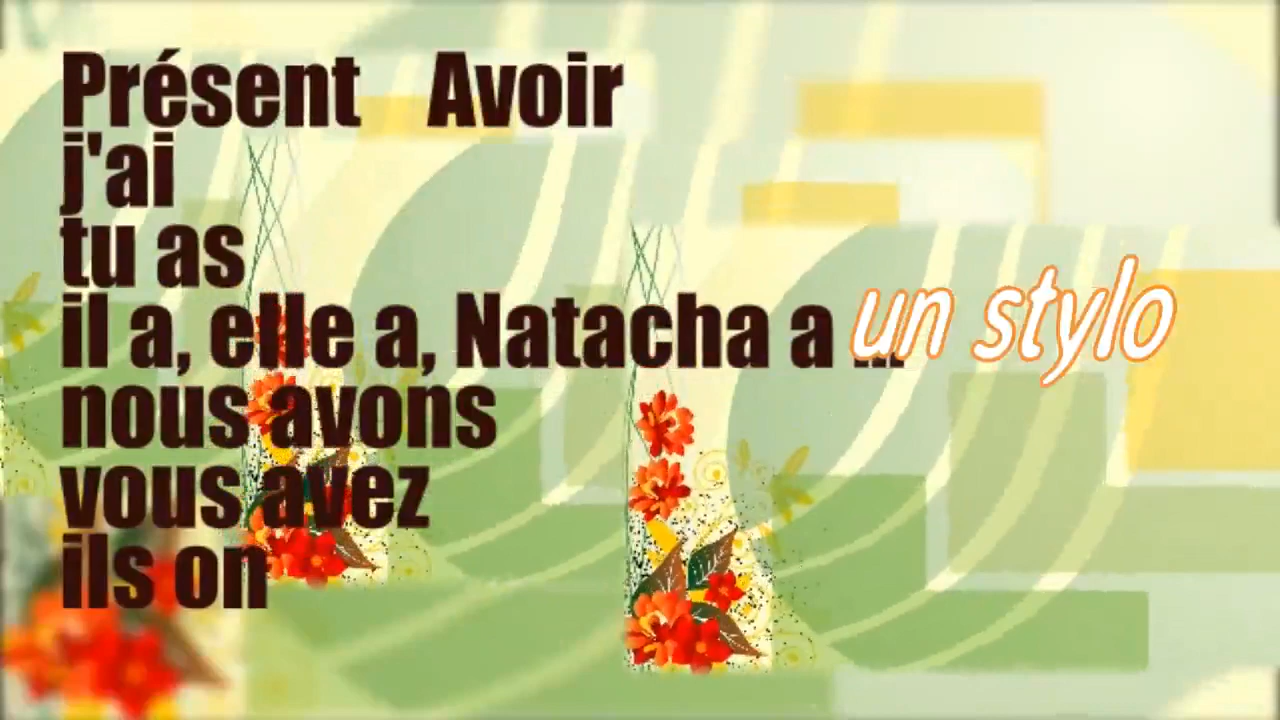 Présent Avoir
j'ai
tu as
il a, elle a, Natacha a ... un stylo
nous avons
vous avez
ils on